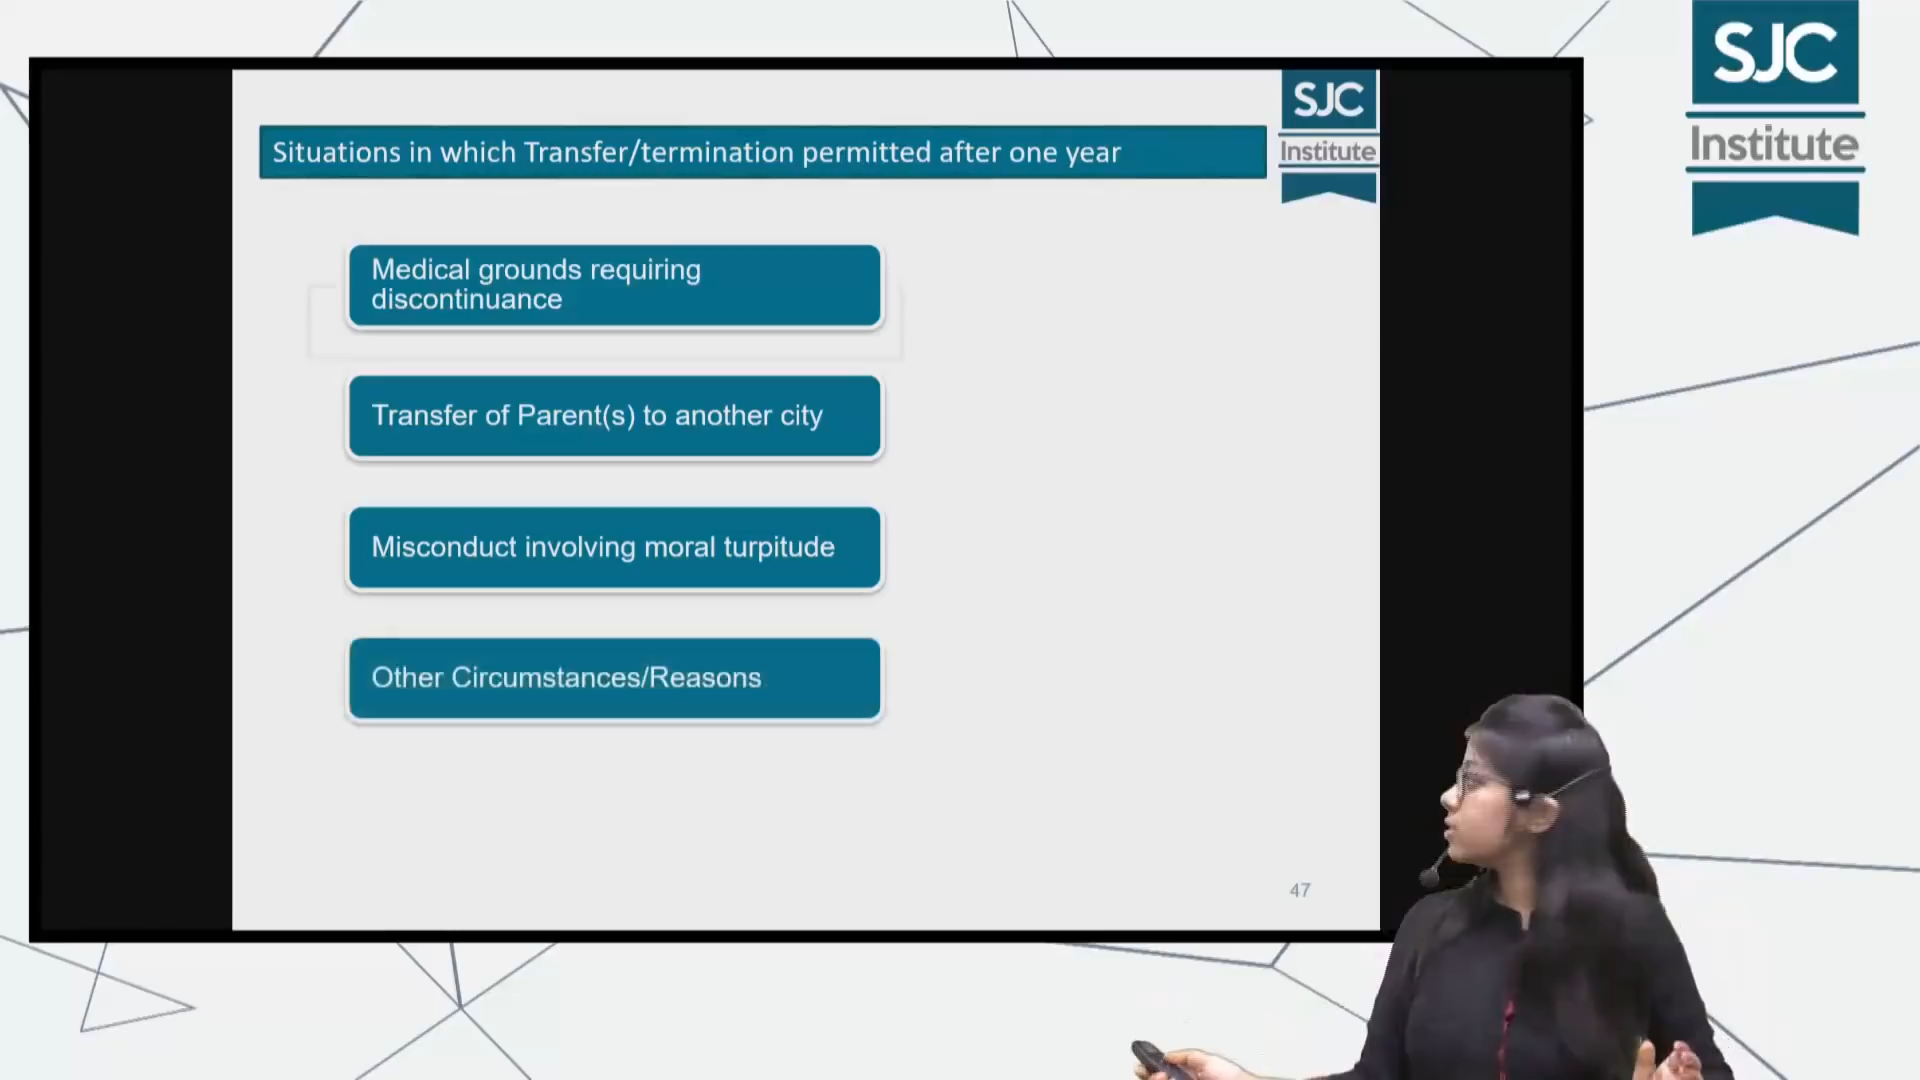 SJC
Institute
SJC
Institute
Situations in which Transfer/termination permitted after one year
Medical grounds requiring
discontinuance
Transfer of Parent(s) to another city
Misconduct involving moral turpitude
Other Circumstances/Reasons
47